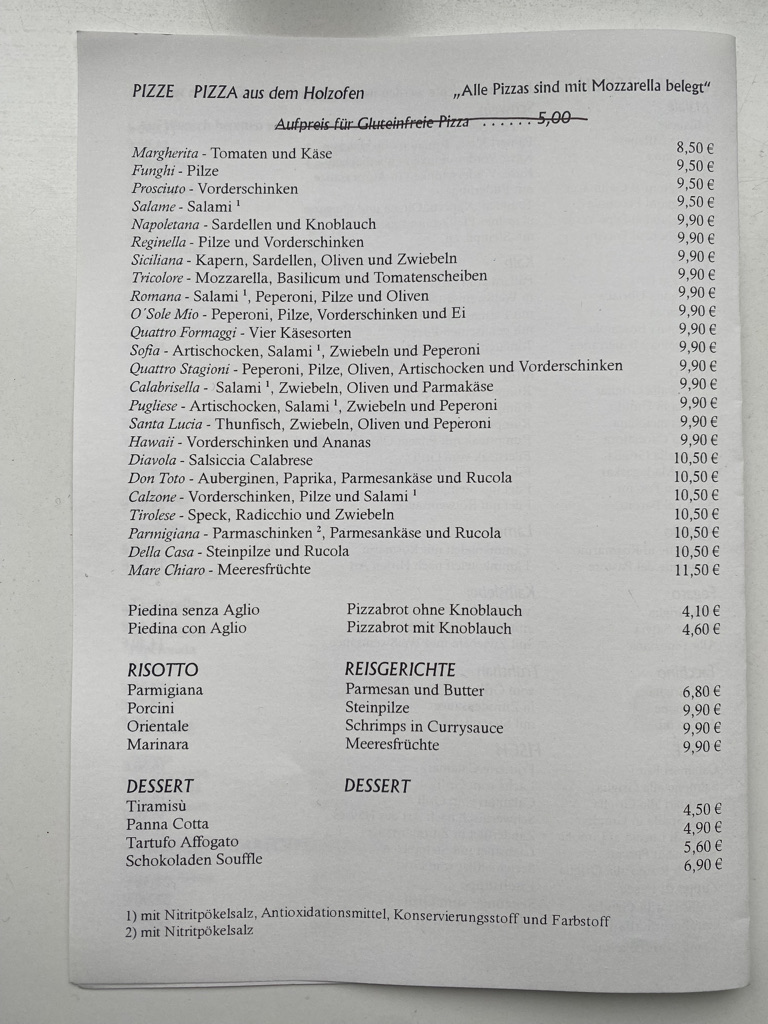 PIZZE PIZZA aus dem Holzofen „Alle Pizzas sind mit Mozzarella belegt“
Aufpreis für Gluteinfreie Pizza . . . . . . 5,00
Margherita - Tomaten und Käse 8,50 €
Funghi - Pilze 9,50 €
Prosciuto - Vorderschinken 9,50 €
Salame - Salami ¹ 9,50 €
Napoletana - Sardellen und Knoblauch 9,90 €
Reginella - Pilze und Vorderschinken 9,90 €
Siciliana - Kapern, Sardellen, Oliven und Zwiebeln 9,90 €
Tricolore - Mozzarella, Basilicum und Tomatenscheiben 9,90 €
Romana - Salami ¹, Peperoni, Pilze und Oliven 9,90 €
O´Sole Mio - Peperoni, Pilze, Vorderschinken und Ei 9,90 €
Quattro Formaggi - Vier Käsesorten 9,90 €
Sofia - Artischocken, Salami ¹, Zwiebeln und Peperoni 9,90 €
Quattro Stagioni - Peperoni, Pilze, Oliven, Artischocken und Vorderschinken 9,90 €
Calabrisella - Salami ¹, Zwiebeln, Oliven und Parmakäse 9,90 €
Pugliese - Artischocken, Salami ¹, Zwiebeln und Peperoni 9,90 €
Santa Lucia - Thunfisch, Zwiebeln, Oliven und Peperoni 9,90 €
Hawaii - Vorderschinken und Ananas 9,90 €
Diavola - Salsiccia Calabrese 10,50 €
Don Toto - Auberginen, Paprika, Parmesankäse und Rucola 10,50 €
Calzone - Vorderschinken, Pilze und Salami ¹ 10,50 €
Tirolese - Speck, Radicchio und Zwiebeln 10,50 €
Parmigiana - Parmaschinken ², Parmesankäse und Rucola 10,50 €
Della Casa - Steinpilze und Rucola 10,50 €
Mare Chiaro - Meeresfrüchte 11,50 €
Piedina senza Aglio Pizzabrot ohne Knoblauch 4,10 €
Piedina con Aglio Pizzabrot mit Knoblauch 4,60 €
RISOTTO REISGERICHTE
Parmigiana Parmesan und Butter 6,80 €
Porcini Steinpilze 9,90 €
Orientale Schrimps in Currysauce 9,90 €
Marinara Meeresfrüchte 9,90 €
DESSERT DESSERT
Tiramisù 4,50 €
Panna Cotta 4,90 €
Tartufo Affogato 5,60 €
Schokoladen Souffle 6,90 €
1) mit Nitritpökelsalz, Antioxidationsmittel, Konservierungsstoff und Farbstoff
2) mit Nitritpökelsalz